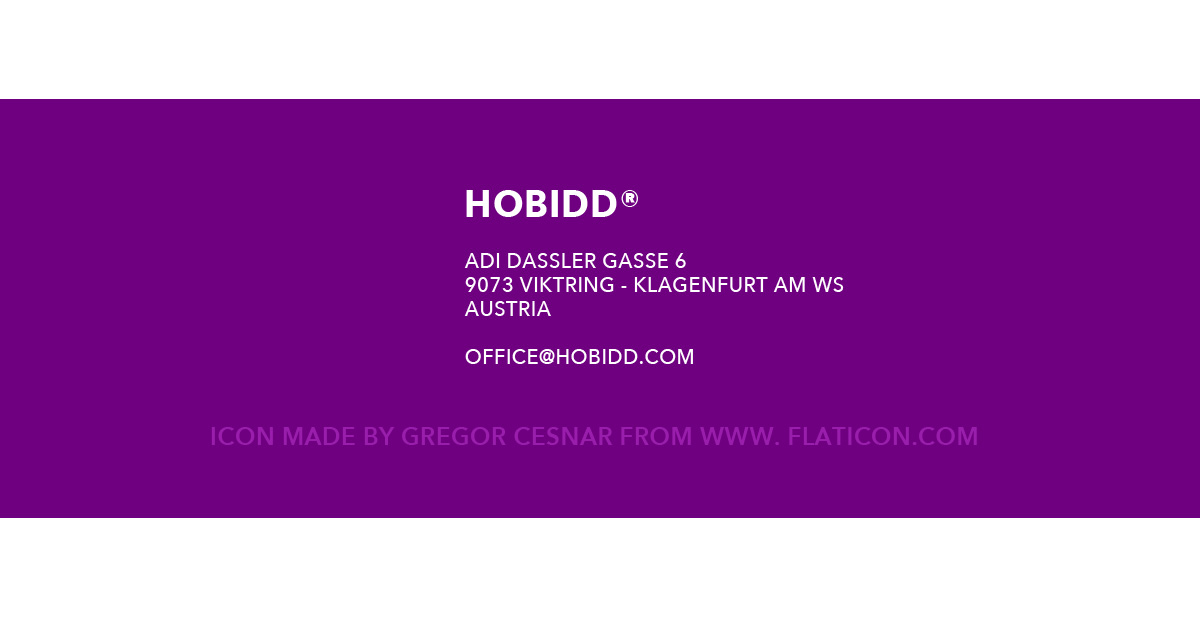 HOBIDD®
ADI DASSLER GASSE 6
9073 VIKTRING - KLAGENFURT AM WS
AUSTRIA
OFFICE@HOBIDD.COM
ICON MADE BY GREGOR CESNAR FROM WWW. FLATICON.COM